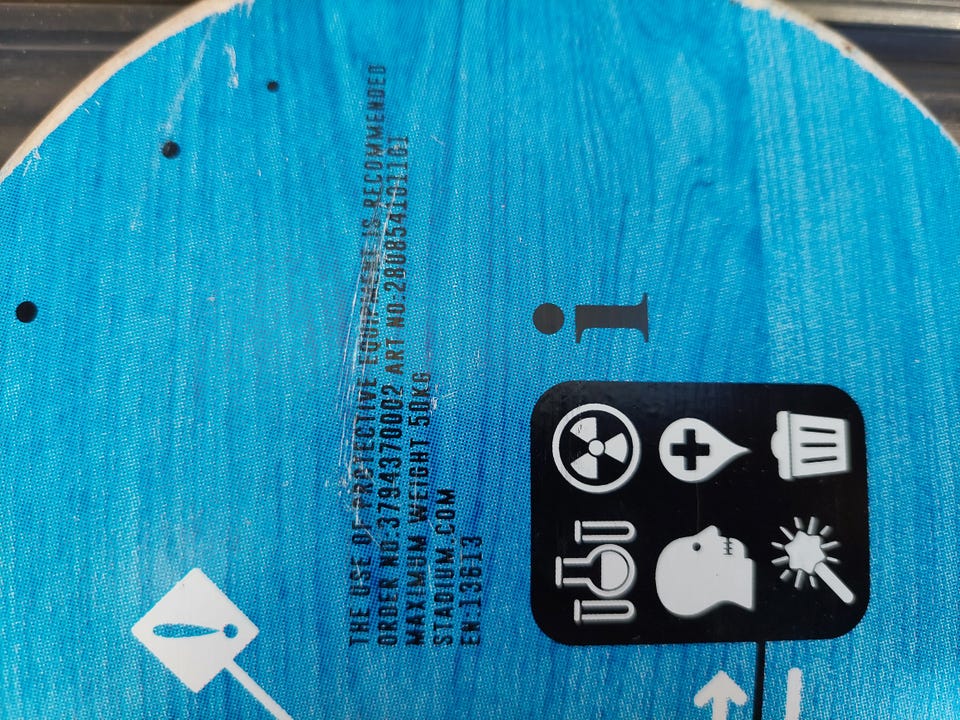 THE USE OF PROTECTIVE EQUIPMENT IS RECOMMENDED
ORDER NO:3794370002 ART NO:280854101101
MAXIMUM WEIGHT 50KG
STADIUM.COM
EN:13613
i